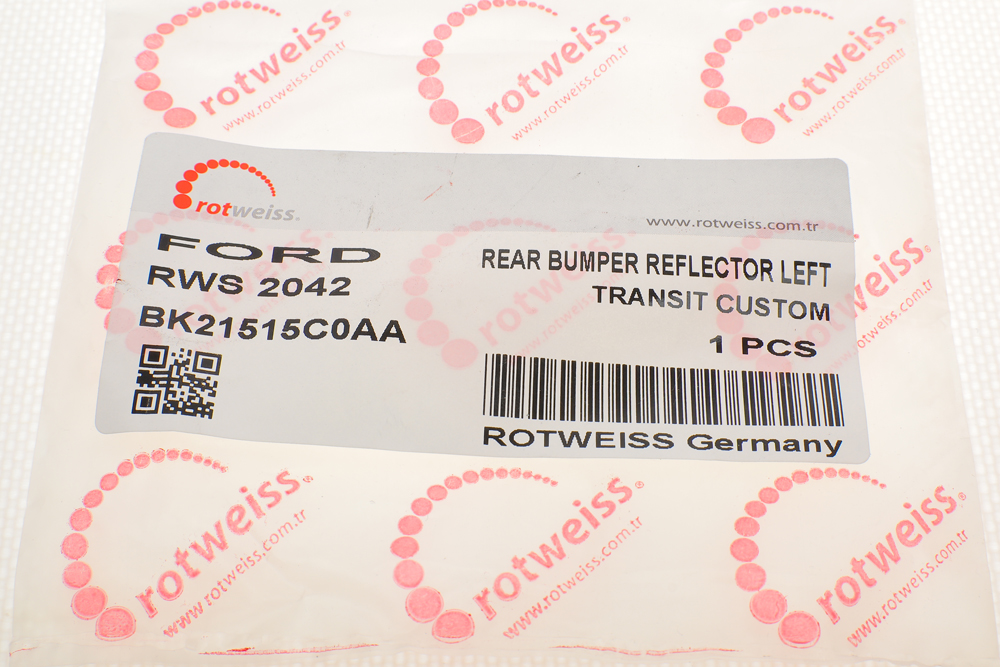 rotweiss
www.rotweiss.com.tr
rotweiss®
www.rotweiss.com.tr
rotweiss®
www.rotweiss.com.tr
rotweiss®
www.rotweiss.com.tr
FORD
RWS 2042
BK21515C0AA
REAR BUMPER REFLECTOR LEFT
TRANSIT CUSTOM
1 PCS
ROTWEISS Germany
rotweiss®
www.rotweiss.com.tr
rotweiss®
www.rotweiss.com.tr
rotweiss®
www.rotweiss.com.tr